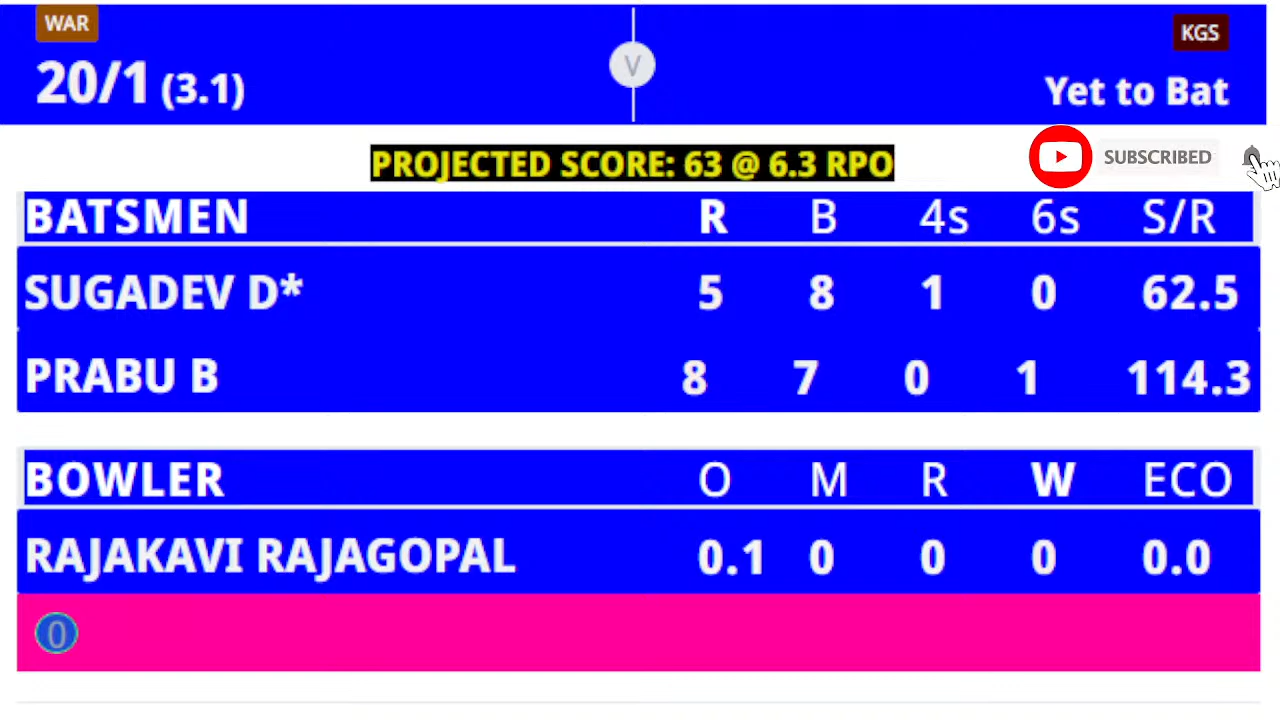 WAR
KGS
20/1 (3.1)
V
Yet to Bat
PROJECTED SCORE: 63 @ 6.3 RPO
SUBSCRIBED
BATSMEN R B 4s 6s S/R
SUGADEV D* 5 8 1 0 62.5
PRABU B 8 7 0 1 114.3
BOWLER O M R W ECO
RAJAKAVI RAJAGOPAL 0.1 0 0 0 0.0
0